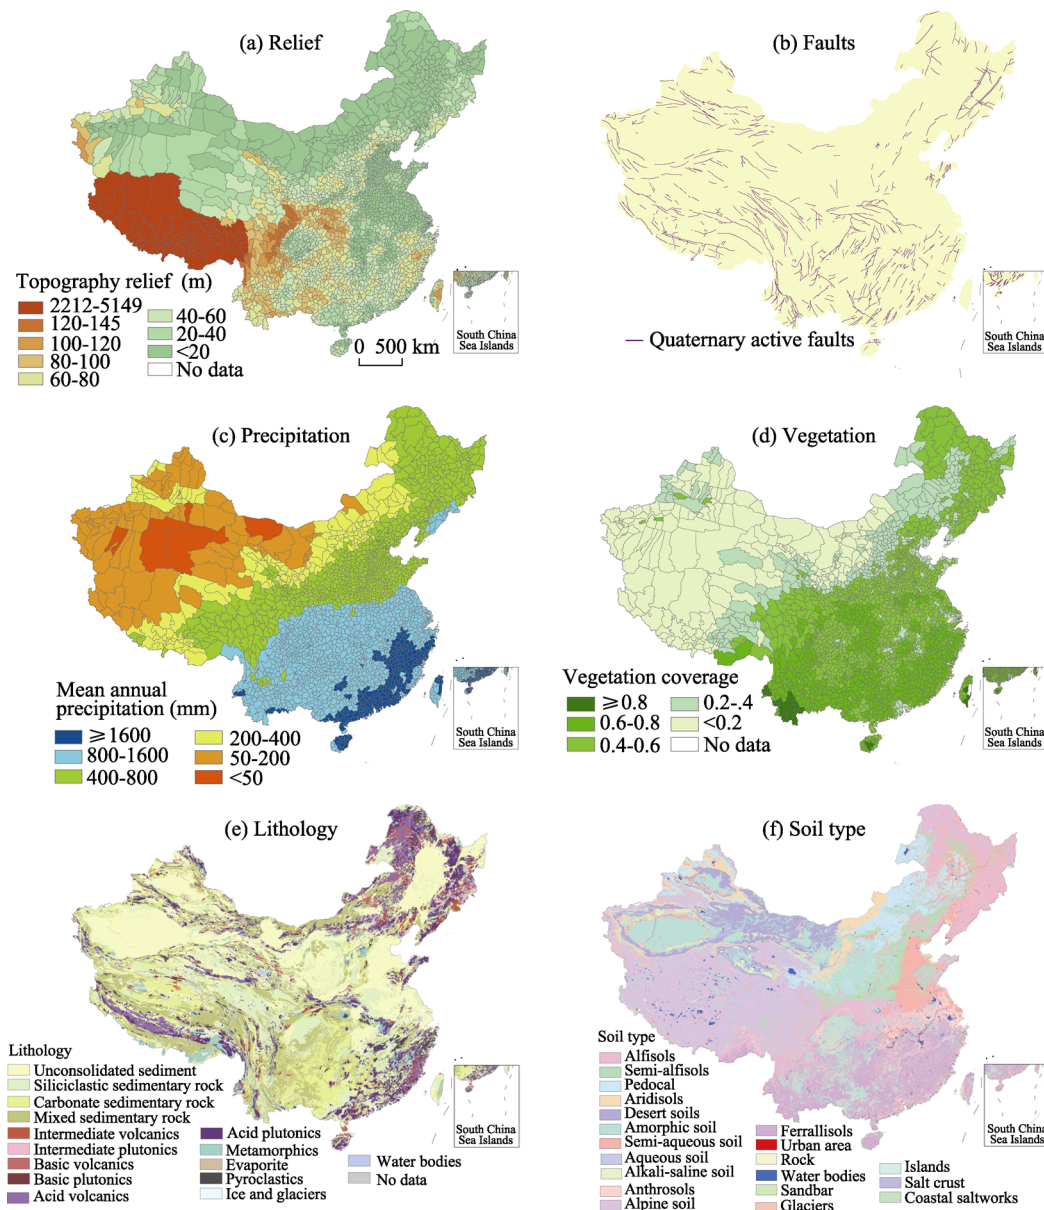 (a) Relief
Topography relief (m)
2212-5149
120-145
100-120
80-100
60-80
40-60
20-40
<20
No data
0 500 km
South China
Sea Islands
(b) Faults
Quaternary active faults
South China
Sea Islands
(c) Precipitation
Mean annual
precipitation (mm)
≥1600
800-1600
400-800
200-400
50-200
<50
South China
Sea Islands
(d) Vegetation
Vegetation coverage
≥0.8
0.6-0.8
0.4-0.6
0.2-.4
<0.2
No data
South China
Sea Islands
(e) Lithology
Lithology
Unconsolidated sediment
Siliciclastic sedimentary rock
Carbonate sedimentary rock
Mixed sedimentary rock
Intermediate volcanics
Intermediate plutonics
Basic volcanics
Basic plutonics
Acid volcanics
Acid plutonics
Metamorphics
Evaporite
Pyroclastics
Ice and glaciers
Water bodies
No data
South China
Sea Islands
(f) Soil type
Soil type
Alfisols
Semi-alfisols
Pedocal
Aridisols
Desert soils
Amorphic soil
Semi-aqueous soil
Aqueous soil
Alkali-saline soil
Anthrosols
Alpine soil
Ferrallisols
Urban area
Rock
Water bodies
Sandbar
Glaciers
Islands
Salt crust
Coastal saltworks
South China
Sea Islands